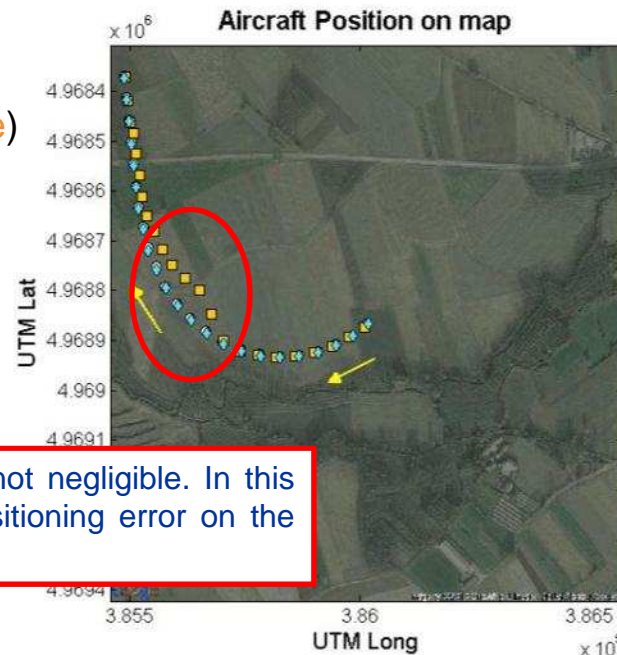 Aircraft Position on map
x 10⁶
4.9684
e)
4.9685
4.9686
4.9687
4.9688
UTM Lat
4.9689
4.969
4.9691
not negligible. In this
sitioning error on the
4.9694
3.855
3.86
3.865
UTM Long